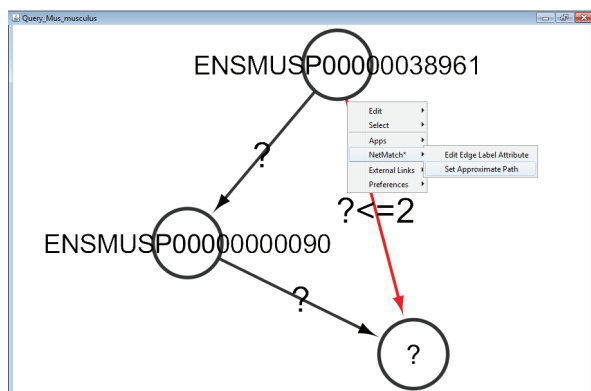 Query_Mus_musculus
ENSMUSP00000038961
Edit
Select
Apps
NetMatch*
Edit Edge Label Attribute
External Links
Set Approximate Path
Preferences
?
?<=2
ENSMUSP00000000090
?
?